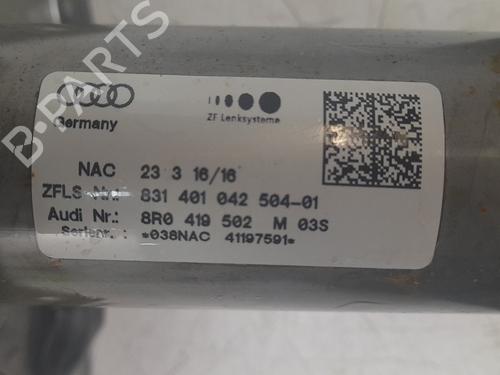 B-PARTS
Germany
ZF Lenksysteme
NAC 23 3 16/16
ZFLS-Nr.: 831 401 042 504-01
Audi Nr.: 8R0 419 502 M 03S
Serienr.: *038NAC 41197591*